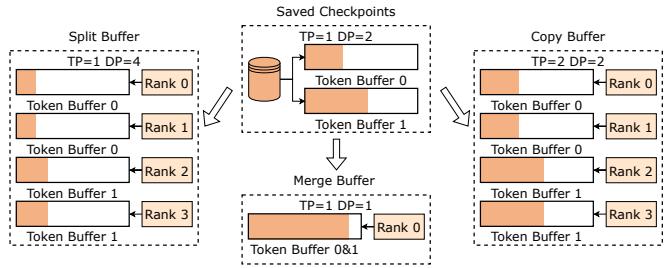 Saved Checkpoints
TP=1 DP=2
Token Buffer 0
Token Buffer 1
Split Buffer
TP=1 DP=4
Rank 0
Token Buffer 0
Rank 1
Token Buffer 0
Rank 2
Token Buffer 1
Rank 3
Token Buffer 1
Merge Buffer
TP=1 DP=1
Rank 0
Token Buffer 0&1
Copy Buffer
TP=2 DP=2
Rank 0
Token Buffer 0
Rank 1
Token Buffer 0
Rank 2
Token Buffer 1
Rank 3
Token Buffer 1